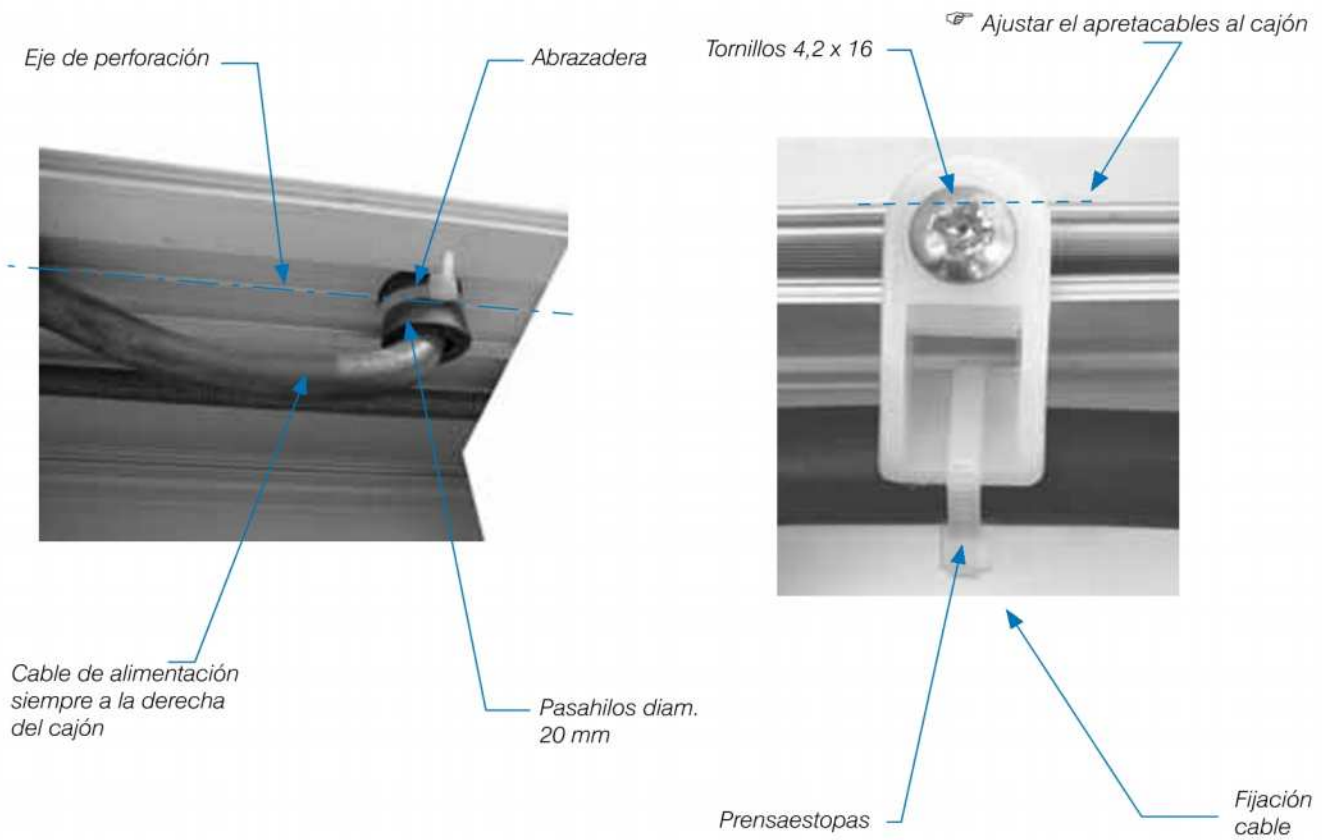 ☞ Ajustar el apretacables al cajón
Eje de perforación
Abrazadera
Tornillos 4,2 x 16
Cable de alimentación
siempre a la derecha
del cajón
Pasahilos diam.
20 mm
Prensaestopas
Fijación
cable